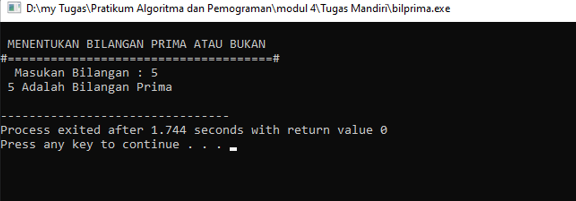 D:\my Tugas\Pratikum Algoritma dan Pemograman\modul 4\Tugas Mandiri\bilprima.exe
MENENTUKAN BILANGAN PRIMA ATAU BUKAN
#=====================================#
Masukan Bilangan : 5
5 Adalah Bilangan Prima
--------------------------------
Process exited after 1.744 seconds with return value 0
Press any key to continue . . .